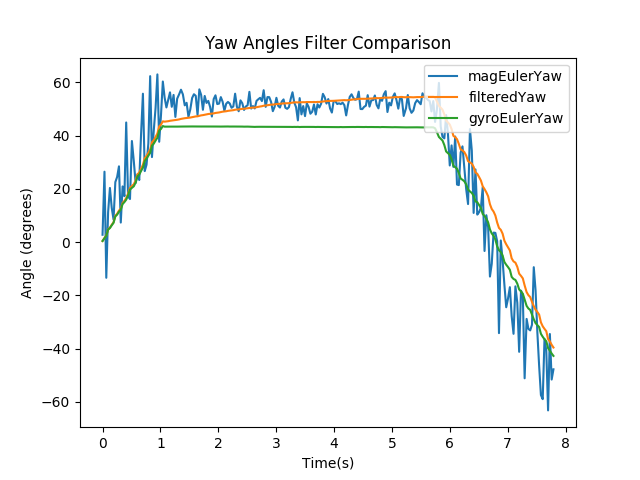 Yaw Angles Filter Comparison
magEulerYaw
filteredYaw
gyroEulerYaw
Angle (degrees)
60
40
20
0
−20
−40
−60
0 1 2 3 4 5 6 7 8
Time(s)